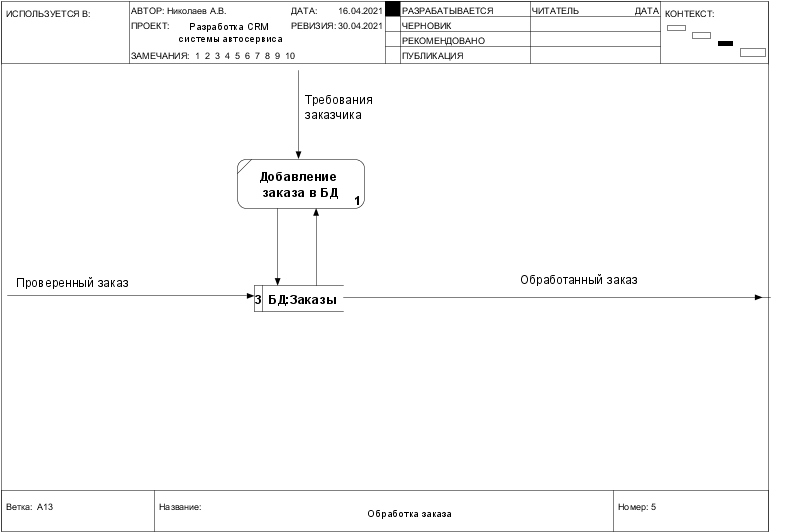 ИСПОЛЬЗУЕТСЯ В:
АВТОР: Николаев А.В.
ДАТА: 16.04.2021
ПРОЕКТ: Разработка CRM
системы автосервиса
РЕВИЗИЯ: 30.04.2021
ЗАМЕЧАНИЯ: 1 2 3 4 5 6 7 8 9 10
РАЗРАБАТЫВАЕТСЯ
ЧЕРНОВИК
РЕКОМЕНДОВАНО
ПУБЛИКАЦИЯ
ЧИТАТЕЛЬ ДАТА
КОНТЕКСТ:
Требования
заказчика
Добавление
заказа в БД
1
Проверенный заказ
3 БД:Заказы
Обработанный заказ
Ветка: A13
Название:
Обработка заказа
Номер: 5